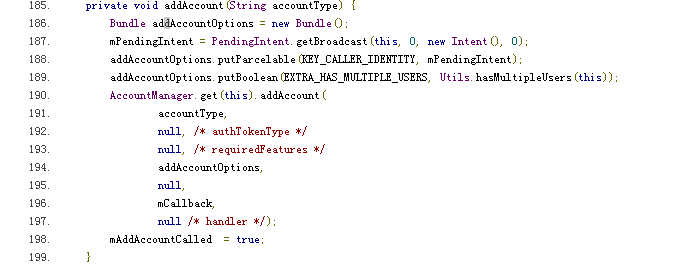 185.     private void addAccount(String accountType) {
186.         Bundle addAccountOptions = new Bundle();
187.         mPendingIntent = PendingIntent.getBroadcast(this, 0, new Intent(), 0);
188.         addAccountOptions.putParcelable(KEY_CALLER_IDENTITY, mPendingIntent);
189.         addAccountOptions.putBoolean(EXTRA_HAS_MULTIPLE_USERS, Utils.hasMultipleUsers(this));
190.         AccountManager.get(this).addAccount(
191.                 accountType,
192.                 null, /* authTokenType */
193.                 null, /* requiredFeatures */
194.                 addAccountOptions,
195.                 null,
196.                 mCallback,
197.                 null /* handler */);
198.         mAddAccountCalled  = true;
199.     }